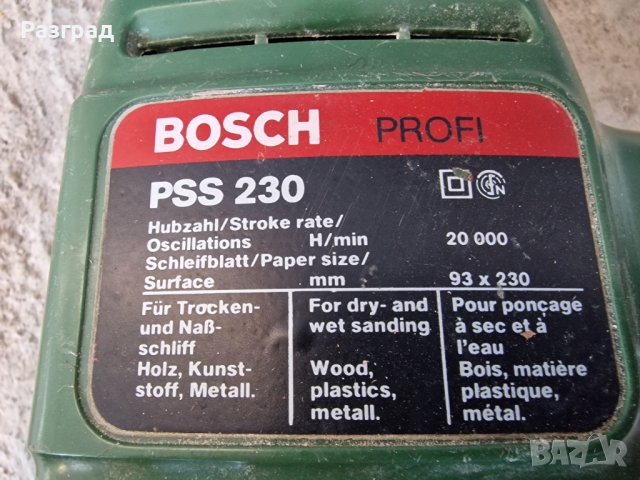 Разград
BOSCH PROFI
PSS 230
Hubzahl/Stroke rate/
Oscillations H/min 20 000
Schleifblatt/Paper size/
Surface mm 93 x 230
Für Trocken-
und Naß-
schliff
Holz, Kunst-
stoff, Metall.
For dry- and
wet sanding
Wood,
plastics,
metall.
Pour ponçage
à sec et à
l'eau
Bois, matière
plastique,
métal.
BAZAR